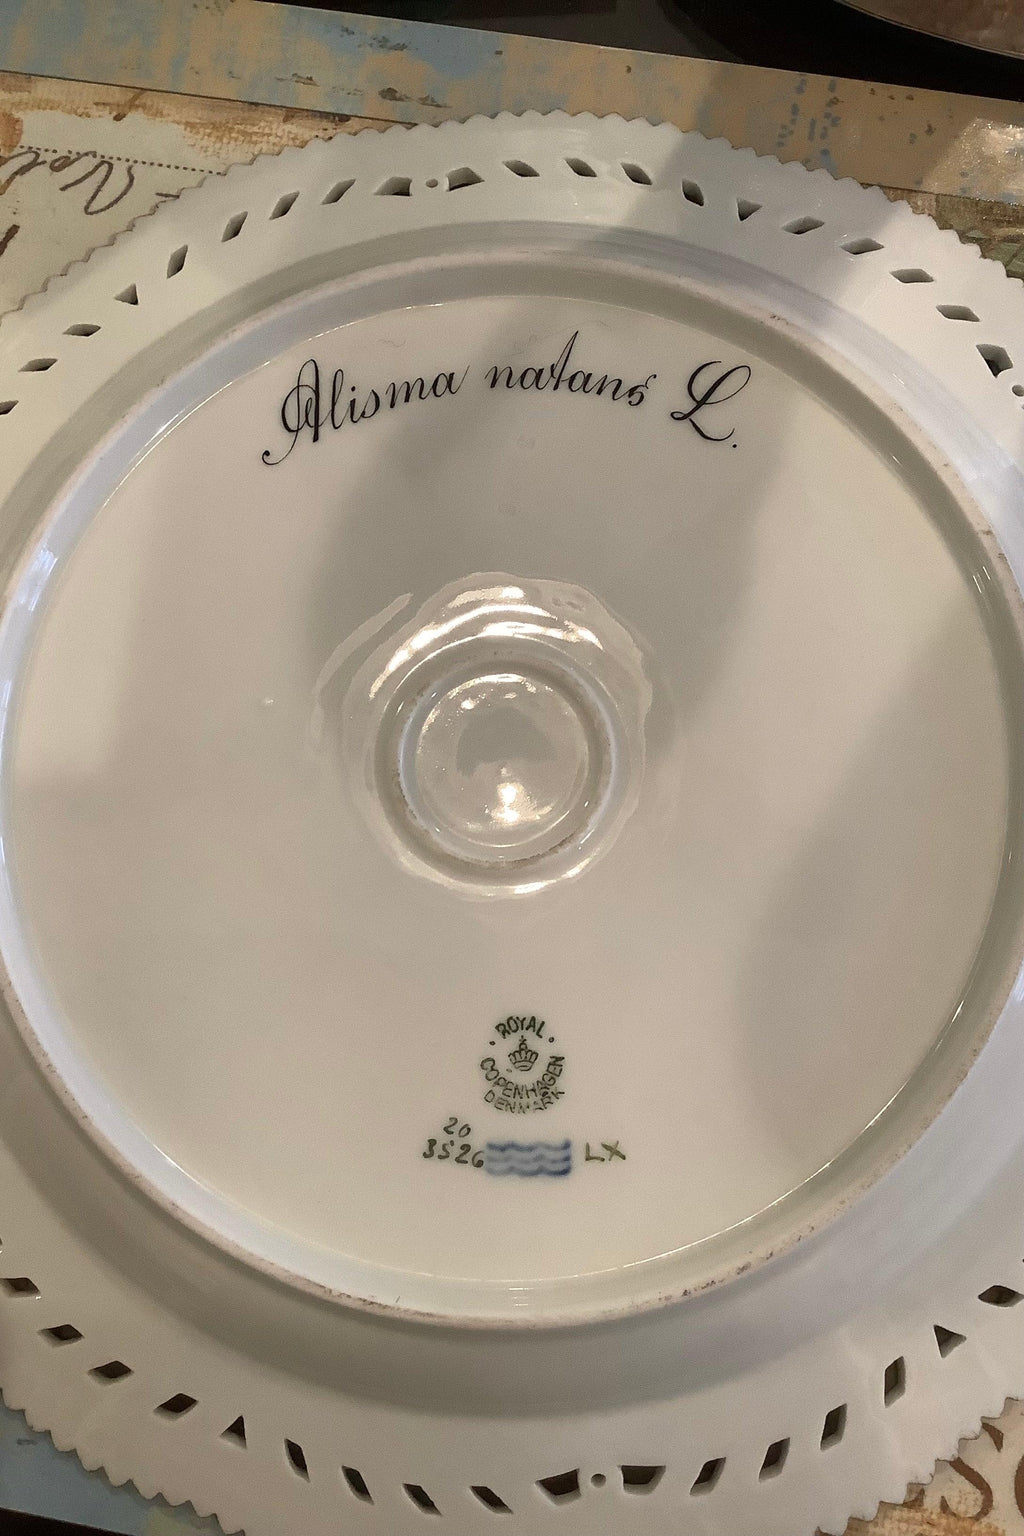 Alisma natans L.
ROYAL
COPENHAGEN
DENMARK
20
3526 LX